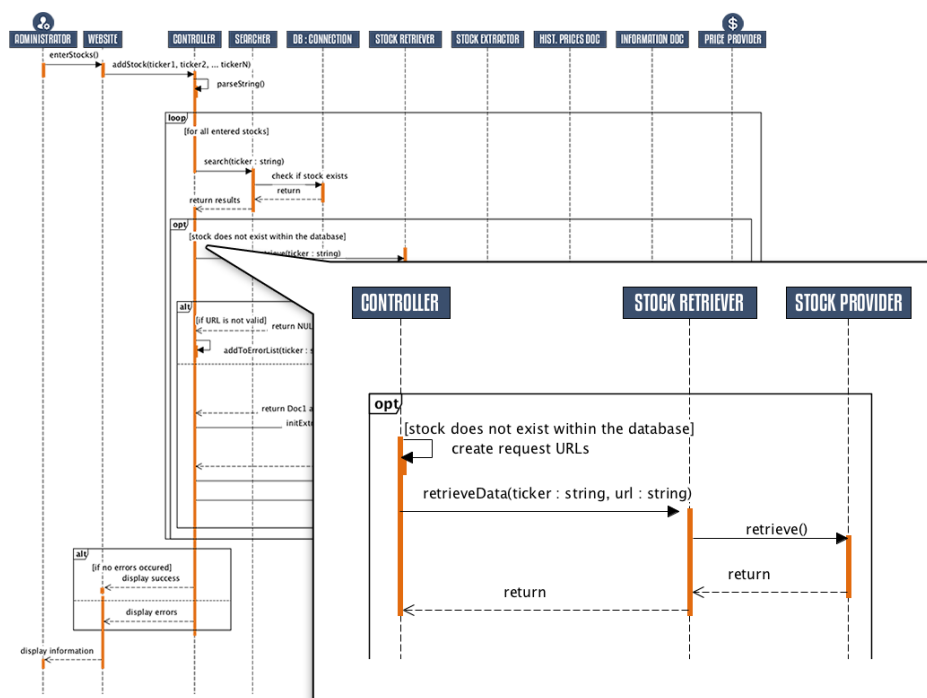 $
ADMINISTRATOR WEBSITE CONTROLLER SEARCHER DB : CONNECTION STOCK RETRIEVER STOCK EXTRACTOR HIST. PRICES DOC INFORMATION DOC PRICE PROVIDER
enterStocks()
addStock(ticker1, ticker2, ... tickerN)
parseString()
loop
[for all entered stocks]
search(ticker : string)
check if stock exists
return
return results
opt
[stock does not exist within the database]
(ticker : string)
alt
[if URL is not valid]
return NUL
addToErrorList(ticker : s
return Doc1 a
initExt
alt
[if no errors occured]
display success
display errors
display information
CONTROLLER STOCK RETRIEVER STOCK PROVIDER
opt
[stock does not exist within the database]
create request URLs
retrieveData(ticker : string, url : string)
retrieve()
return
return